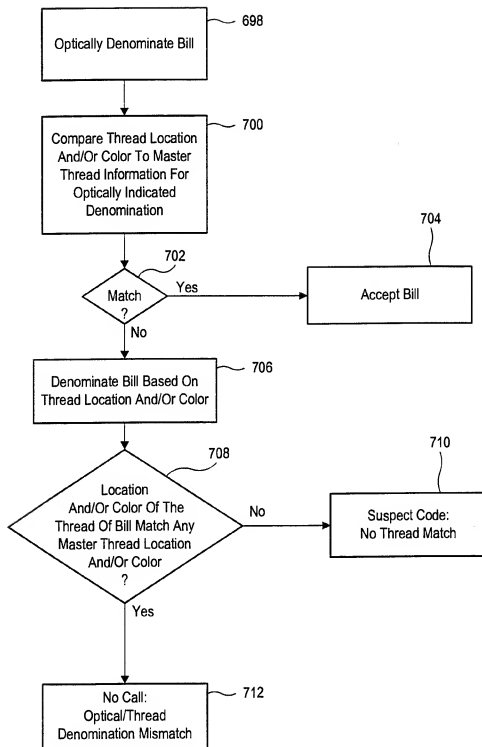 698
Optically Denominate Bill
700
Compare Thread Location
And/Or Color To Master
Thread Information For
Optically Indicated
Denomination
702
Match
?
Yes
704
Accept Bill
No
706
Denominate Bill Based On
Thread Location And/Or Color
708
Location
And/Or Color Of The
Thread Of Bill Match Any
Master Thread Location
And/Or Color
?
No
710
Suspect Code:
No Thread Match
Yes
712
No Call:
Optical/Thread
Denomination Mismatch